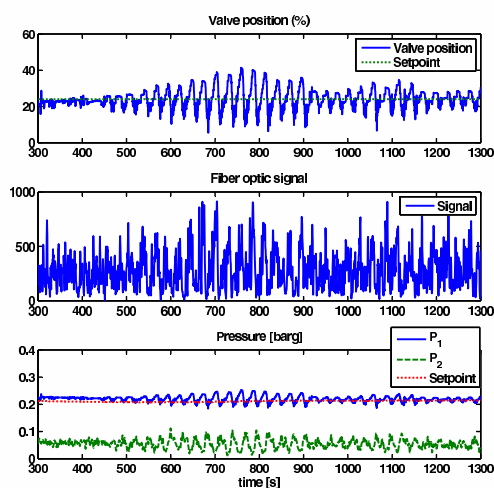 Valve position (%)
60
40
20
0
Valve position
Setpoint
300 400 500 600 700 800 900 1000 1100 1200 1300
Fiber optic signal
1000
500
0
Signal
300 400 500 600 700 800 900 1000 1100 1200 1300
Pressure [barg]
0.4
0.3
0.2
0.1
0
P1
P2
Setpoint
300 400 500 600 700 800 900 1000 1100 1200 1300
time [s]